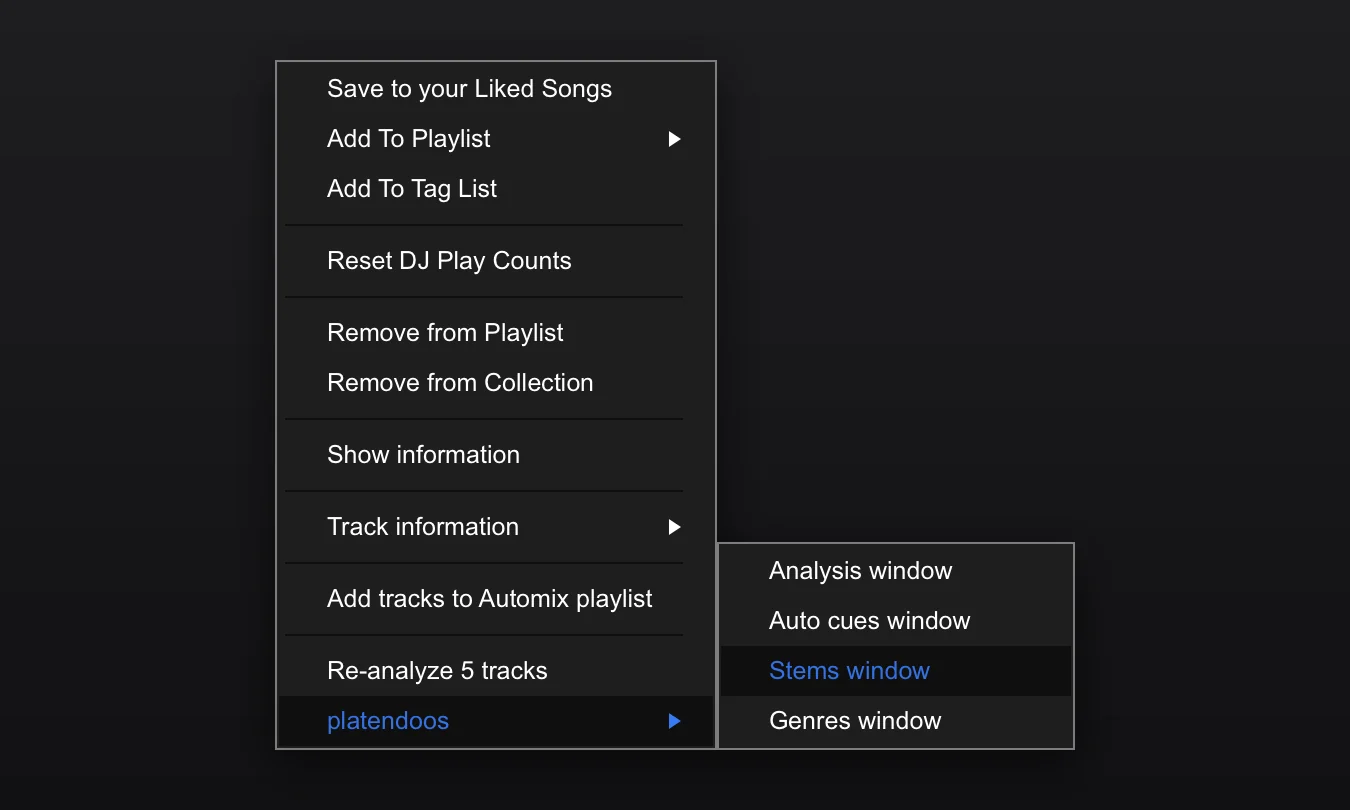 Save to your Liked Songs
Add To Playlist
Add To Tag List
Reset DJ Play Counts
Remove from Playlist
Remove from Collection
Show information
Track information
Add tracks to Automix playlist
Re-analyze 5 tracks
platendoos
Analysis window
Auto cues window
Stems window
Genres window